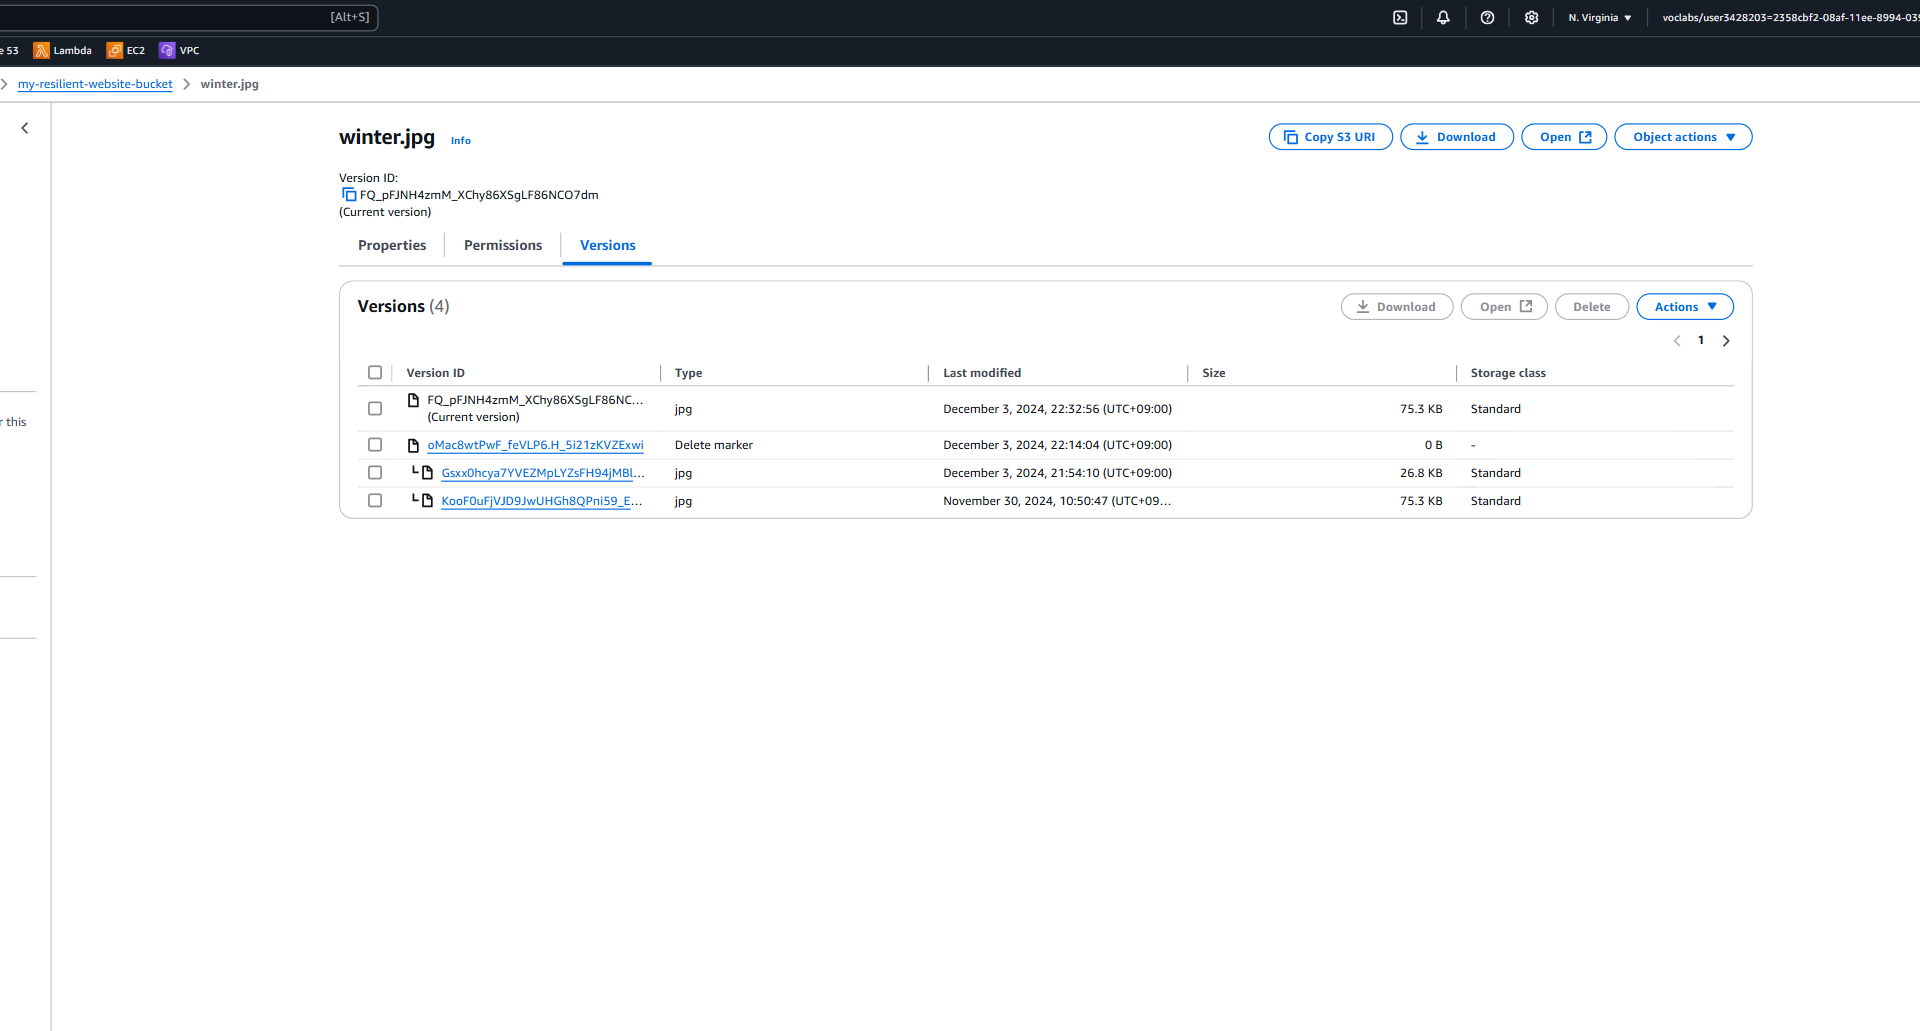 [Alt+S]
N. Virginia
voclabs/user3428203=2358cbf2-08af-11ee-8994-039
e 53
Lambda
EC2
VPC
my-resilient-website-bucket
winter.jpg
r this
winter.jpg
Info
Copy S3 URI
Download
Open
Object actions
Version ID:
FQ_pFJNH4zmM_XChy86XSgLF86NCO7dm
(Current version)
Properties
Permissions
Versions
Versions (4)
Download
Open
Delete
Actions
1
Version ID Type Last modified Size Storage class
FQ_pFJNH4zmM_XChy86XSgLF86NC...
(Current version)
jpg December 3, 2024, 22:32:56 (UTC+09:00) 75.3 KB Standard
oMac8wtPwF_feVLP6.H_5i21zKVZExwi Delete marker December 3, 2024, 22:14:04 (UTC+09:00) 0 B -
Gsxx0hcya7YVEZMpLYZsFH94jMBl... jpg December 3, 2024, 21:54:10 (UTC+09:00) 26.8 KB Standard
KooF0uFjVJD9JwUHGh8QPni59_E... jpg November 30, 2024, 10:50:47 (UTC+09... 75.3 KB Standard